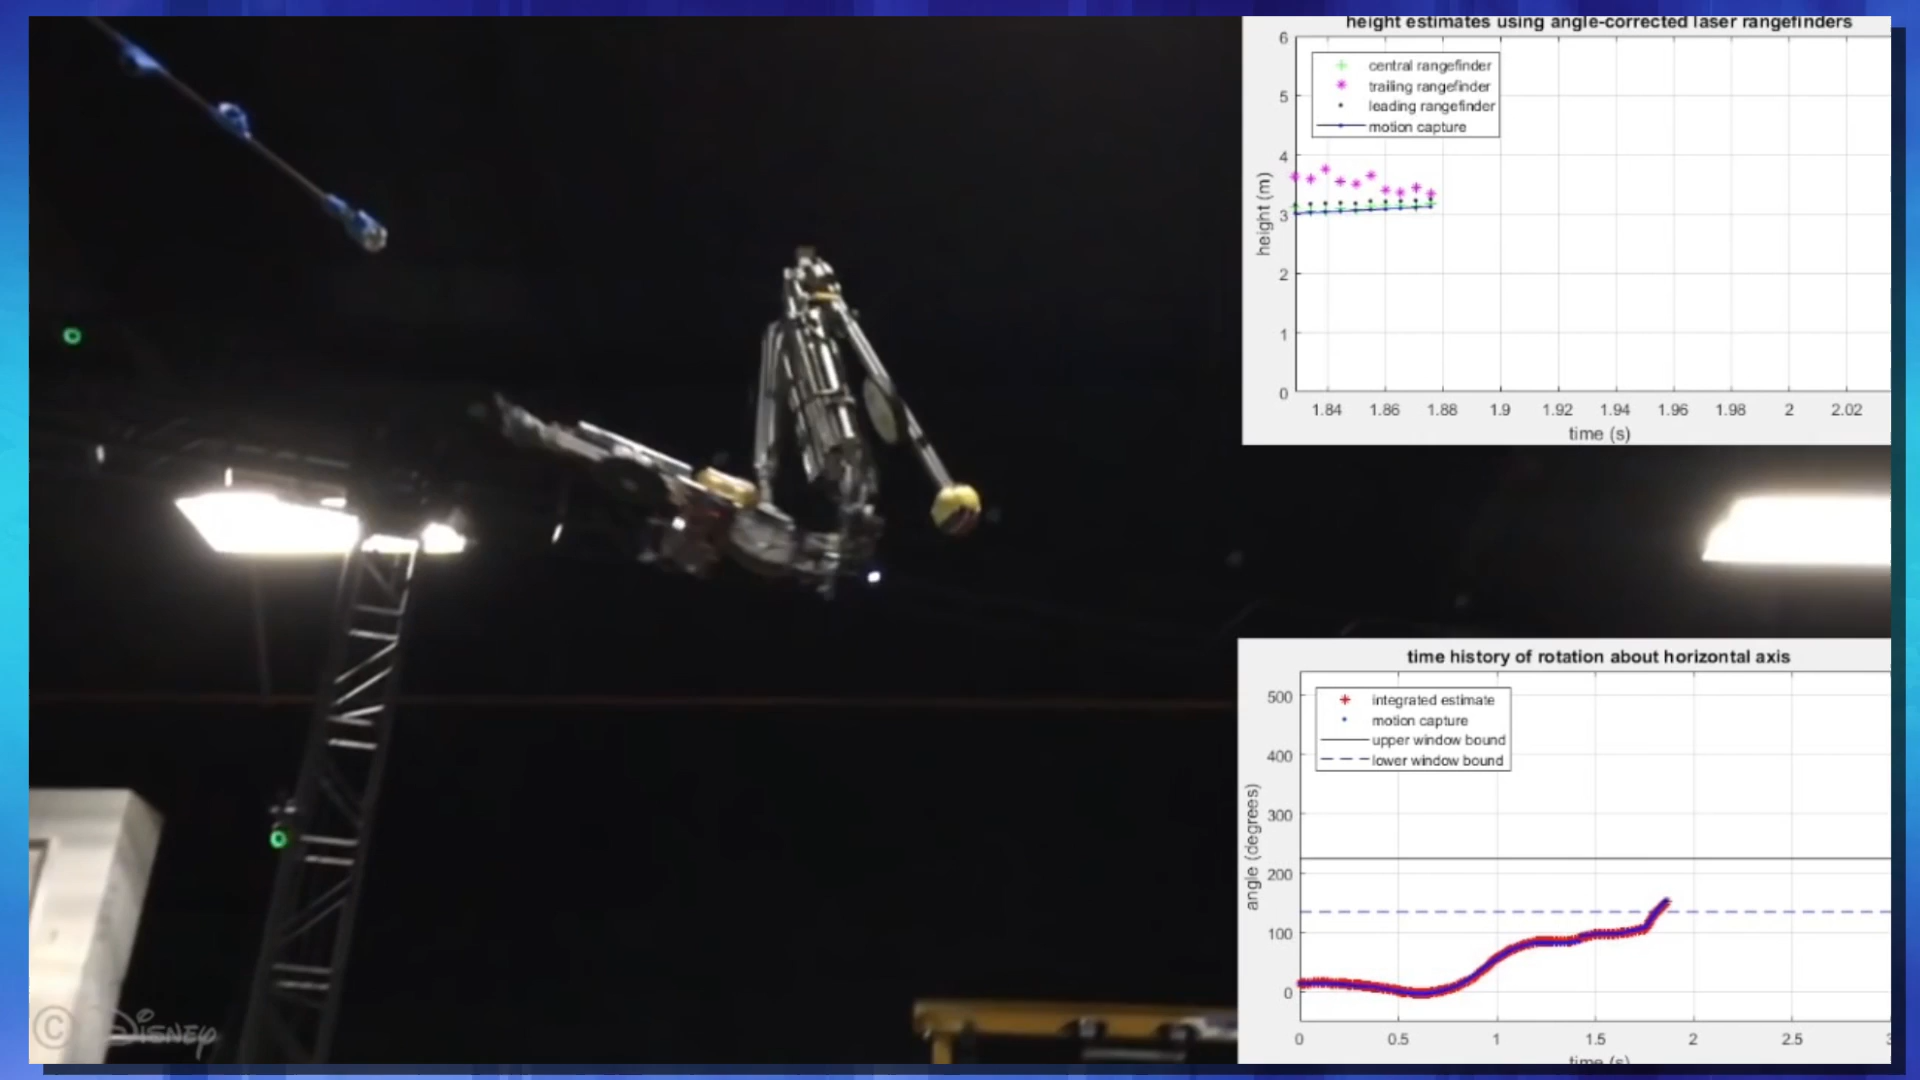 height estimates using angle-corrected laser rangefinders
6
central rangefinder
trailing rangefinder
5
leading rangefinder
motion capture
4
3
2
1
0
height (m)
1.84 1.86 1.88 1.9 1.92 1.94 1.96 1.98 2 2.02
time (s)
time history of rotation about horizontal axis
500
integrated estimate
motion capture
upper window bound
400
lower window bound
300
200
100
0
angle (degrees)
0 0.5 1 1.5 2 2.5 3
time (s)
© Disney